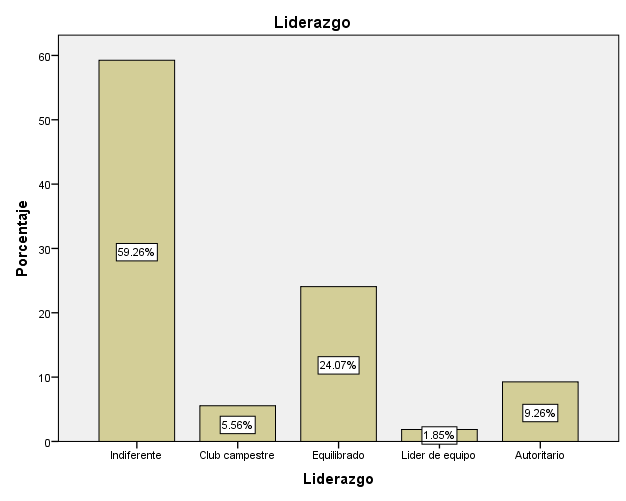 Liderazgo
Porcentaje
60
50
40
30
20
10
0
59.26%
5.56%
24.07%
1.85%
9.26%
Indiferente
Club campestre
Equilibrado
Lider de equipo
Autoritario
Liderazgo